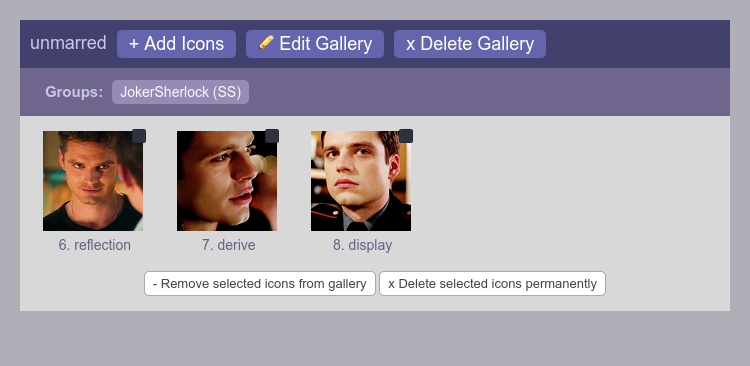 unmarred + Add Icons Edit Gallery x Delete Gallery
Groups: JokerSherlock (SS)
6. reflection 7. derive 8. display
- Remove selected icons from gallery x Delete selected icons permanently